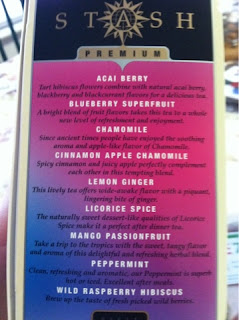 STASH
PREMIUM
ACAI BERRY
Tart hibiscus flowers combine with natural acai berry,
blackberry and blackcurrant flavors for a delicious tea.
BLUEBERRY SUPERFRUIT
A bright blend of fruit flavors takes this tea to a whole
new level of refreshment and enjoyment.
CHAMOMILE
Since ancient times people have enjoyed the soothing
aroma and apple-like flavor of Chamomile.
CINNAMON APPLE CHAMOMILE
Spicy cinnamon and juicy apple perfectly complement
each other in this tempting blend.
LEMON GINGER
This lively tea offers wide-awake flavor with a piquant,
lingering bite of ginger.
LICORICE SPICE
The naturally sweet dessert-like qualities of Licorice
Spice make it a perfect after dinner tea.
MANGO PASSIONFRUIT
Take a trip to the tropics with the sweet, tangy flavor
and aroma of this delightful and refreshing herbal blend.
PEPPERMINT
Clean, refreshing and aromatic, our Peppermint is superb
hot or iced. Excellent after meals.
WILD RASPBERRY HIBISCUS
Brew up the taste of fresh picked wild berries.